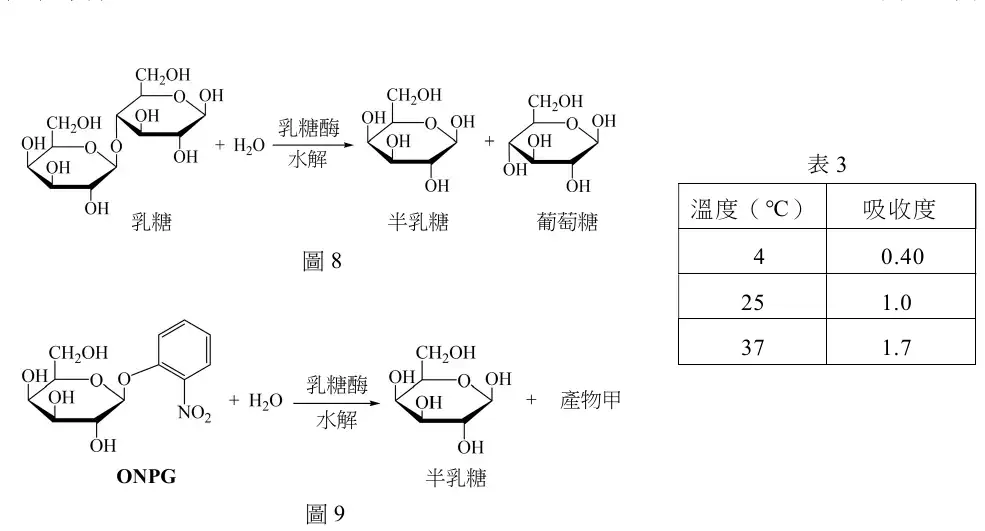 CH₂OH
O OH
OH
OH
CH₂OH
OH O O
OH
OH
+ H₂O
乳糖酶
水解
CH₂OH
OH O OH
OH
OH
+
CH₂OH
O OH
OH
OH
OH
乳糖
半乳糖
葡萄糖
圖 8
表 3
溫度（℃） 吸收度
4 0.40
25 1.0
37 1.7
CH₂OH
OH O O
OH
OH
NO₂
+ H₂O
乳糖酶
水解
CH₂OH
OH O OH
OH
OH
+ 產物甲
ONPG
半乳糖
圖 9